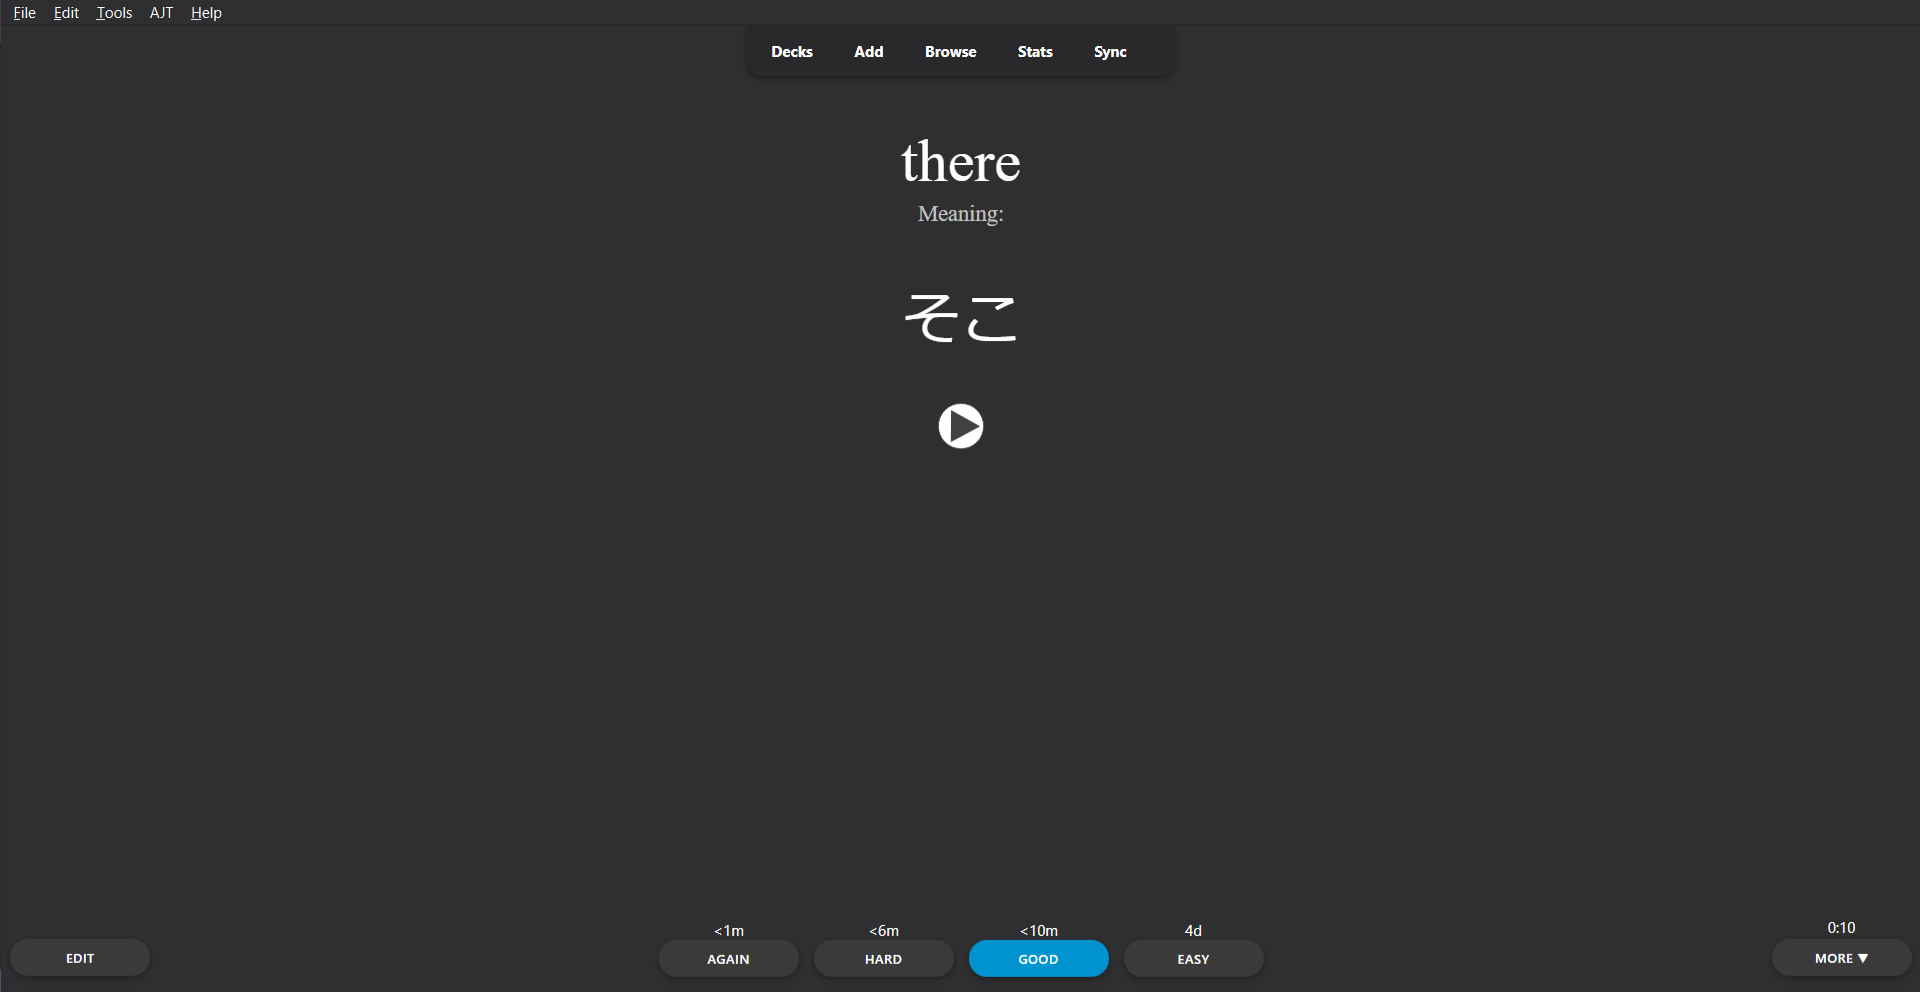 File Edit Tools AJT Help
Decks Add Browse Stats Sync
there
Meaning:
そこ
<1m <6m <10m 4d 0:10
EDIT AGAIN HARD GOOD EASY MORE ▼